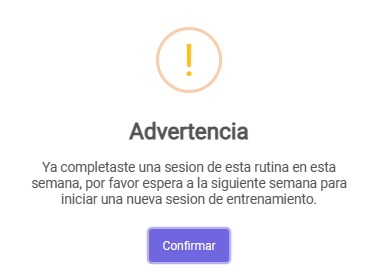 !
Advertencia
Ya completaste una sesion de esta rutina en esta
semana, por favor espera a la siguiente semana para
iniciar una nueva sesion de entrenamiento.
Confirmar